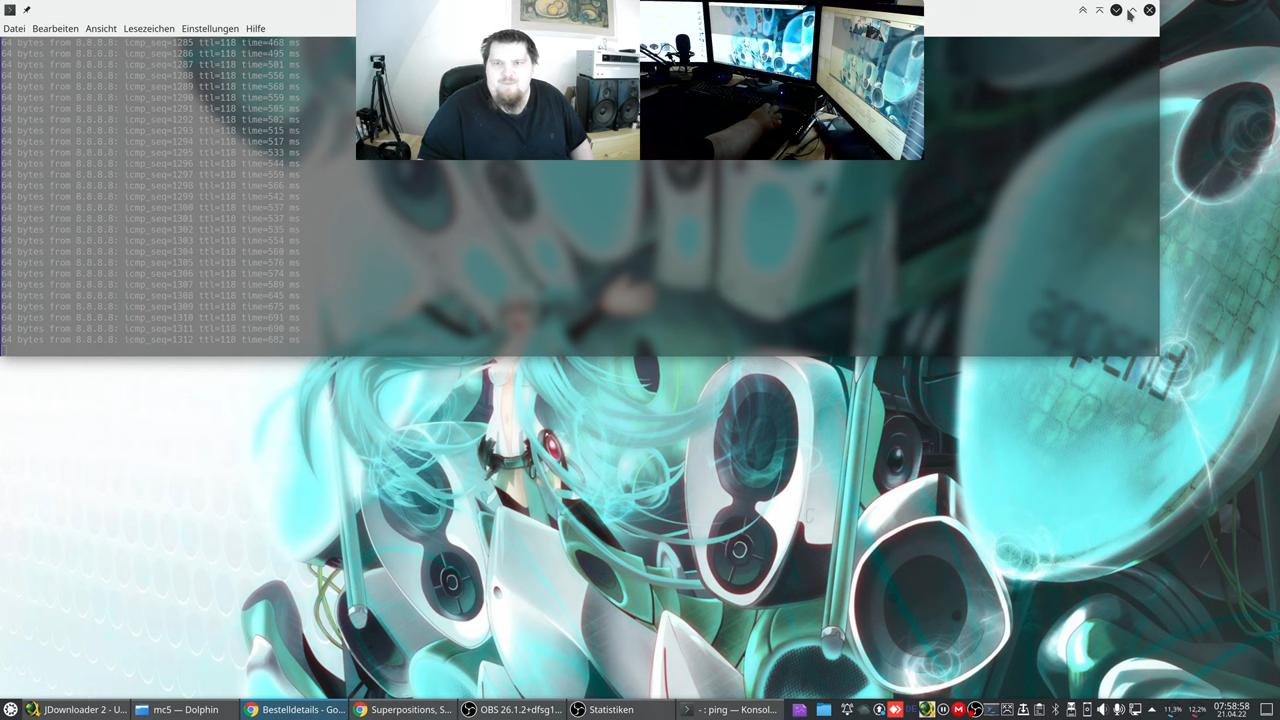 Datei Bearbeiten Ansicht Lesezeichen Einstellungen Hilfe
64 bytes from 8.8.8.8: icmp_seq=1285 ttl=118 time=468 ms
64 bytes from 8.8.8.8: icmp_seq=1286 ttl=118 time=495 ms
64 bytes from 8.8.8.8: icmp_seq=1287 ttl=118 time=501 ms
64 bytes from 8.8.8.8: icmp_seq=1288 ttl=118 time=556 ms
64 bytes from 8.8.8.8: icmp_seq=1289 ttl=118 time=568 ms
64 bytes from 8.8.8.8: icmp_seq=1290 ttl=118 time=559 ms
64 bytes from 8.8.8.8: icmp_seq=1291 ttl=118 time=505 ms
64 bytes from 8.8.8.8: icmp_seq=1292 ttl=118 time=502 ms
64 bytes from 8.8.8.8: icmp_seq=1293 ttl=118 time=515 ms
64 bytes from 8.8.8.8: icmp_seq=1294 ttl=118 time=517 ms
64 bytes from 8.8.8.8: icmp_seq=1295 ttl=118 time=533 ms
64 bytes from 8.8.8.8: icmp_seq=1296 ttl=118 time=544 ms
64 bytes from 8.8.8.8: icmp_seq=1297 ttl=118 time=559 ms
64 bytes from 8.8.8.8: icmp_seq=1298 ttl=118 time=566 ms
64 bytes from 8.8.8.8: icmp_seq=1299 ttl=118 time=542 ms
64 bytes from 8.8.8.8: icmp_seq=1300 ttl=118 time=537 ms
64 bytes from 8.8.8.8: icmp_seq=1301 ttl=118 time=537 ms
64 bytes from 8.8.8.8: icmp_seq=1302 ttl=118 time=535 ms
64 bytes from 8.8.8.8: icmp_seq=1303 ttl=118 time=554 ms
64 bytes from 8.8.8.8: icmp_seq=1304 ttl=118 time=560 ms
64 bytes from 8.8.8.8: icmp_seq=1305 ttl=118 time=576 ms
64 bytes from 8.8.8.8: icmp_seq=1306 ttl=118 time=574 ms
64 bytes from 8.8.8.8: icmp_seq=1307 ttl=118 time=589 ms
64 bytes from 8.8.8.8: icmp_seq=1308 ttl=118 time=645 ms
64 bytes from 8.8.8.8: icmp_seq=1309 ttl=118 time=675 ms
64 bytes from 8.8.8.8: icmp_seq=1310 ttl=118 time=691 ms
64 bytes from 8.8.8.8: icmp_seq=1311 ttl=118 time=690 ms
64 bytes from 8.8.8.8: icmp_seq=1312 ttl=118 time=682 ms
append
JDownloader 2 - U... mc5 — Dolphin Bestelldetails - Go... Superpositions, S... OBS 26.1.2+dfsg1... Statistiken - : ping — Konsol... DE 11,3% 12,2% 07:58:58
21.04.22